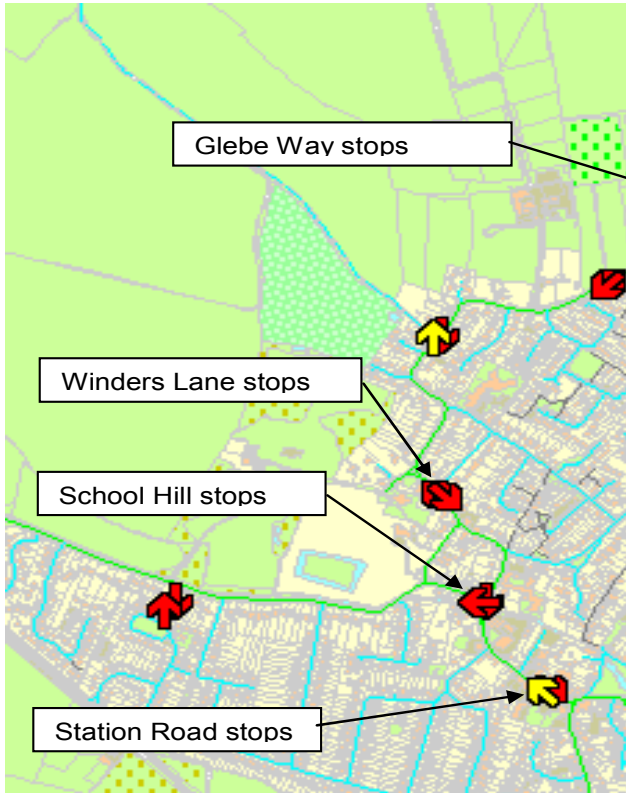 Glebe Way stops
Winders Lane stops
School Hill stops
Station Road stops